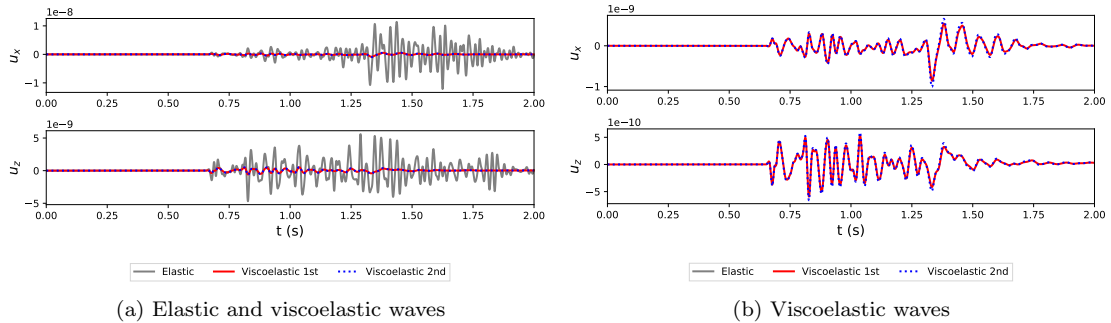 1e−8
1
0
−1
u_x
0.00 0.25 0.50 0.75 1.00 1.25 1.50 1.75 2.00
1e−9
5
0
−5
u_z
0.00 0.25 0.50 0.75 1.00 1.25 1.50 1.75 2.00
t (s)
Elastic Viscoelastic 1st Viscoelastic 2nd
(a) Elastic and viscoelastic waves
1e−9
0
−1
u_x
0.00 0.25 0.50 0.75 1.00 1.25 1.50 1.75 2.00
1e−10
5
0
−5
u_z
0.00 0.25 0.50 0.75 1.00 1.25 1.50 1.75 2.00
t (s)
Elastic Viscoelastic 1st Viscoelastic 2nd
(b) Viscoelastic waves